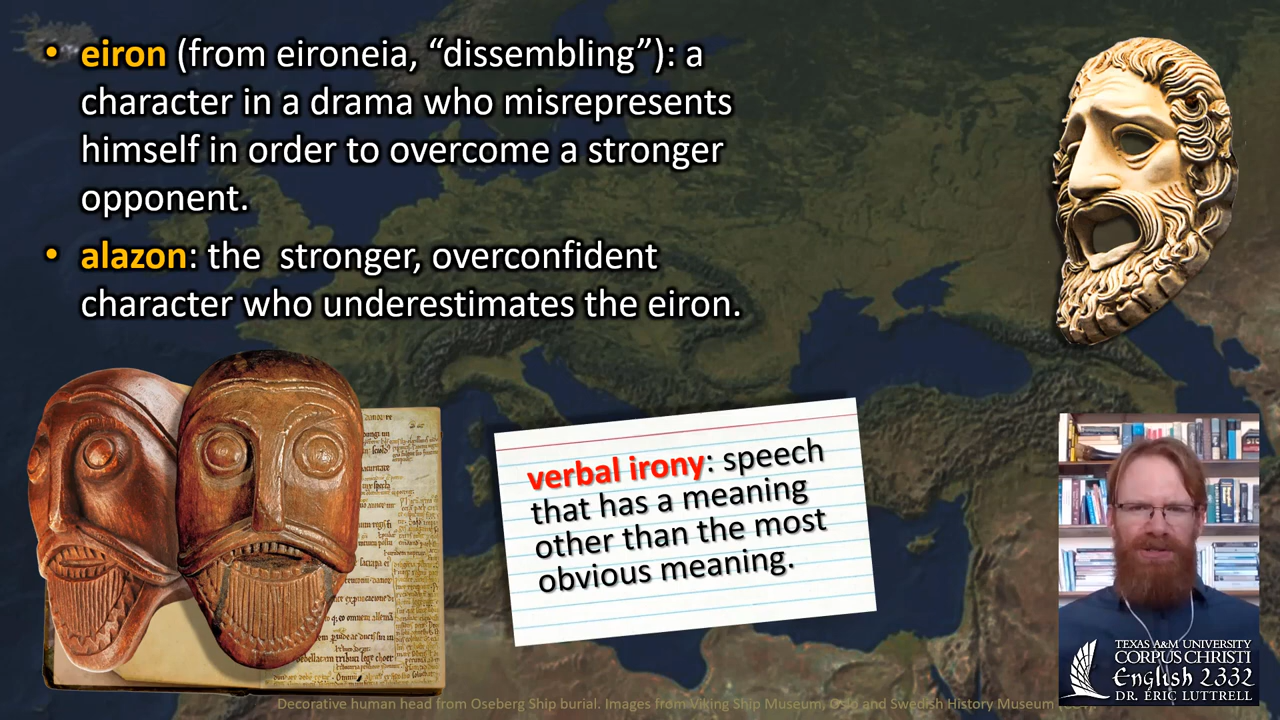 • eiron (from eironeia, “dissembling”): a
character in a drama who misrepresents
himself in order to overcome a stronger
opponent.
• alazon: the stronger, overconfident
character who underestimates the eiron.
verbal irony: speech
that has a meaning
other than the most
obvious meaning.
TEXAS A&M UNIVERSITY
CORPUS CHRISTI
English 2332
DR. ERIC LUTTRELL
Decorative human head from Oseberg Ship burial. Images from Viking Ship Museum, Oslo and Swedish History Museum